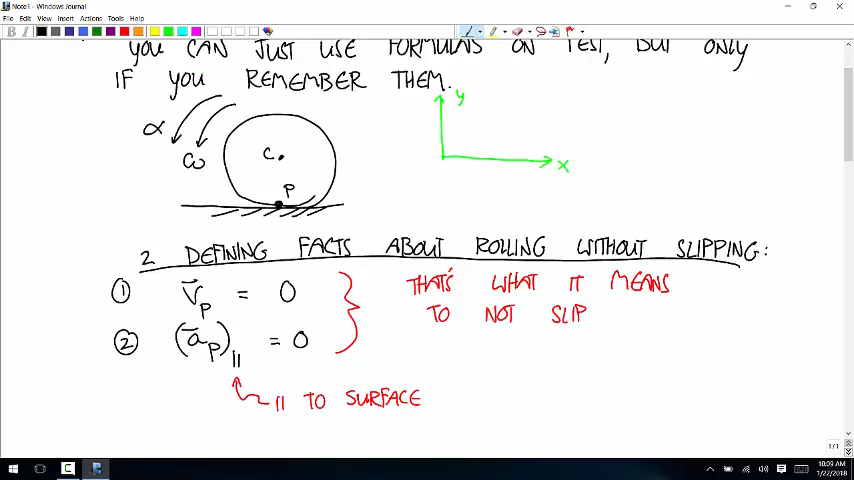 Note1 - Windows Journal
File Edit View Insert Actions Tools Help
YOU CAN JUST USE FORMULAS ON TEST, BUT ONLY
IF YOU REMEMBER THEM.
y
x
α
ω
C
P
2 DEFINING FACTS ABOUT ROLLING WITHOUT SLIPPING:
① v⃗_P = 0
THAT'S WHAT IT MEANS
TO NOT SLIP
② (a⃗_P)_∥ = 0
∥ TO SURFACE
1/1
10:09 AM
1/22/2018